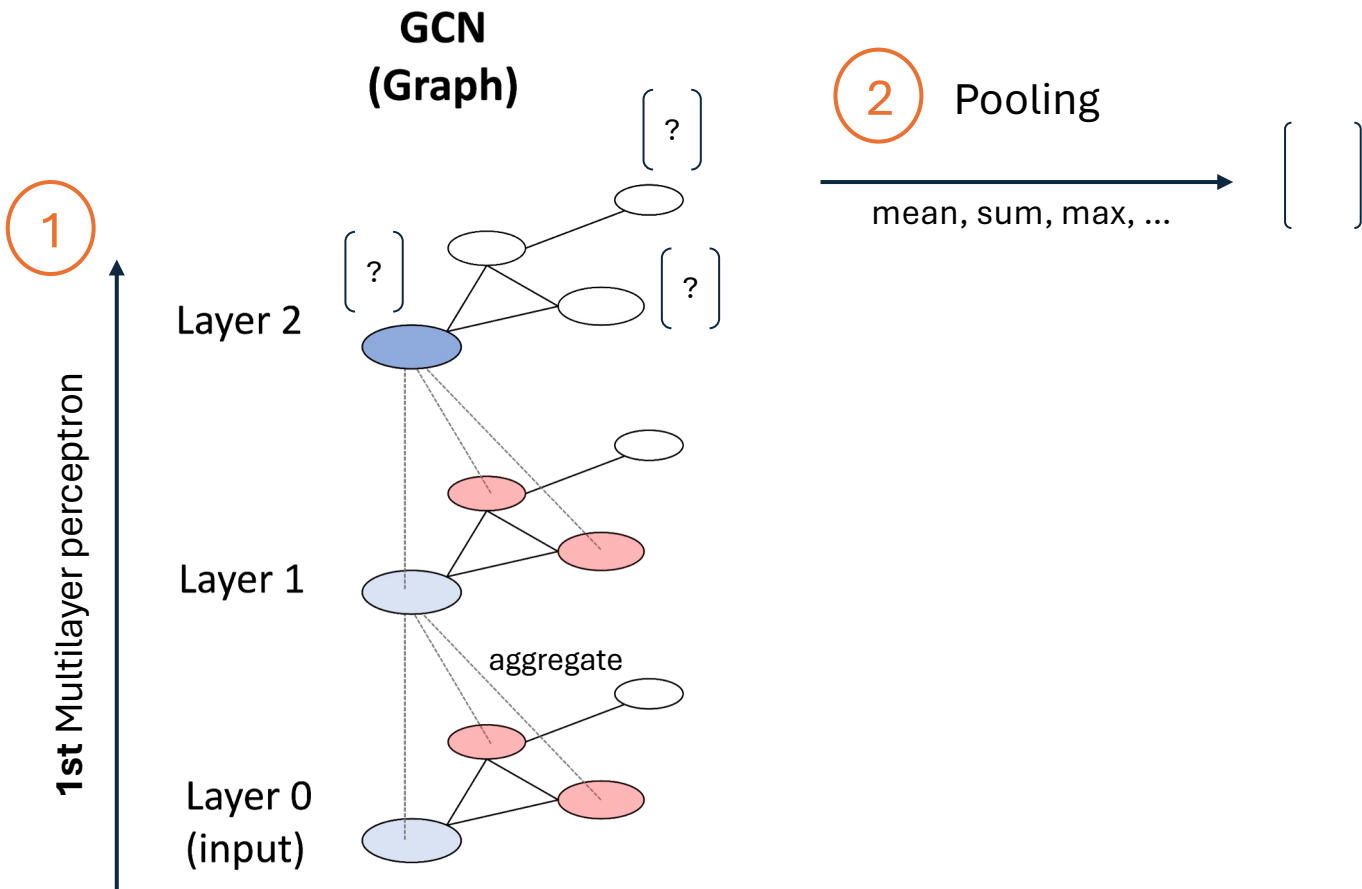 GCN
(Graph)
2
Pooling
?
mean, sum, max, ...
1
?
?
Layer 2
1st Multilayer perceptron
Layer 1
aggregate
Layer 0
(input)